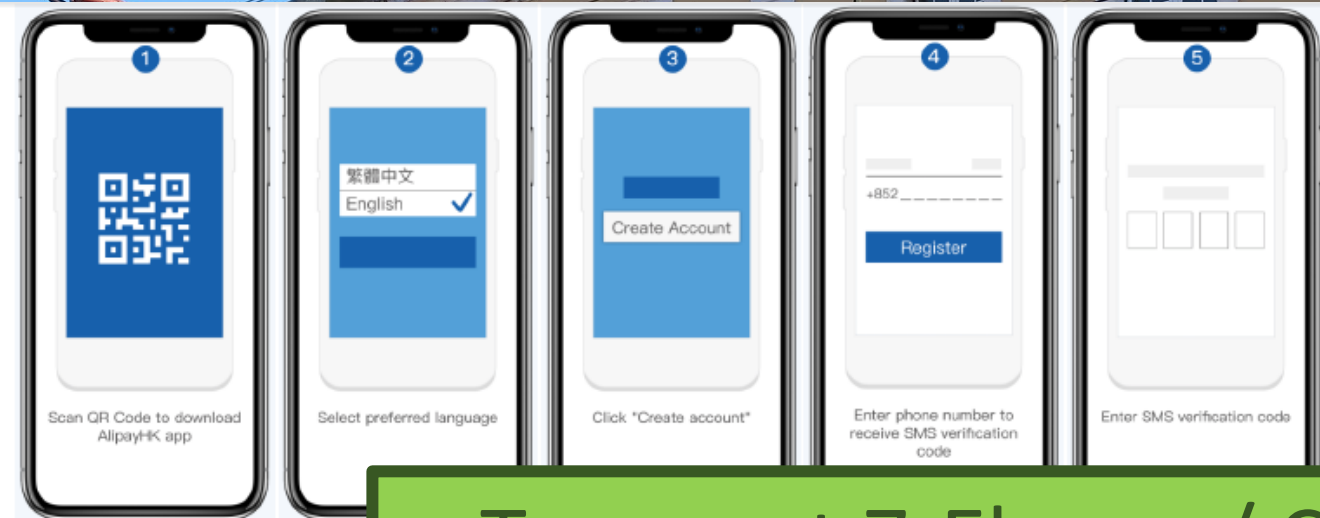 1
Scan QR Code to download
AlipayHK app
2
繁體中文
English
Select preferred language
3
Create Account
Click "Create account"
4
+852_ _ _ _ _ _ _ _
Register
Enter phone number to
receive SMS verification
code
5
Enter SMS verification code